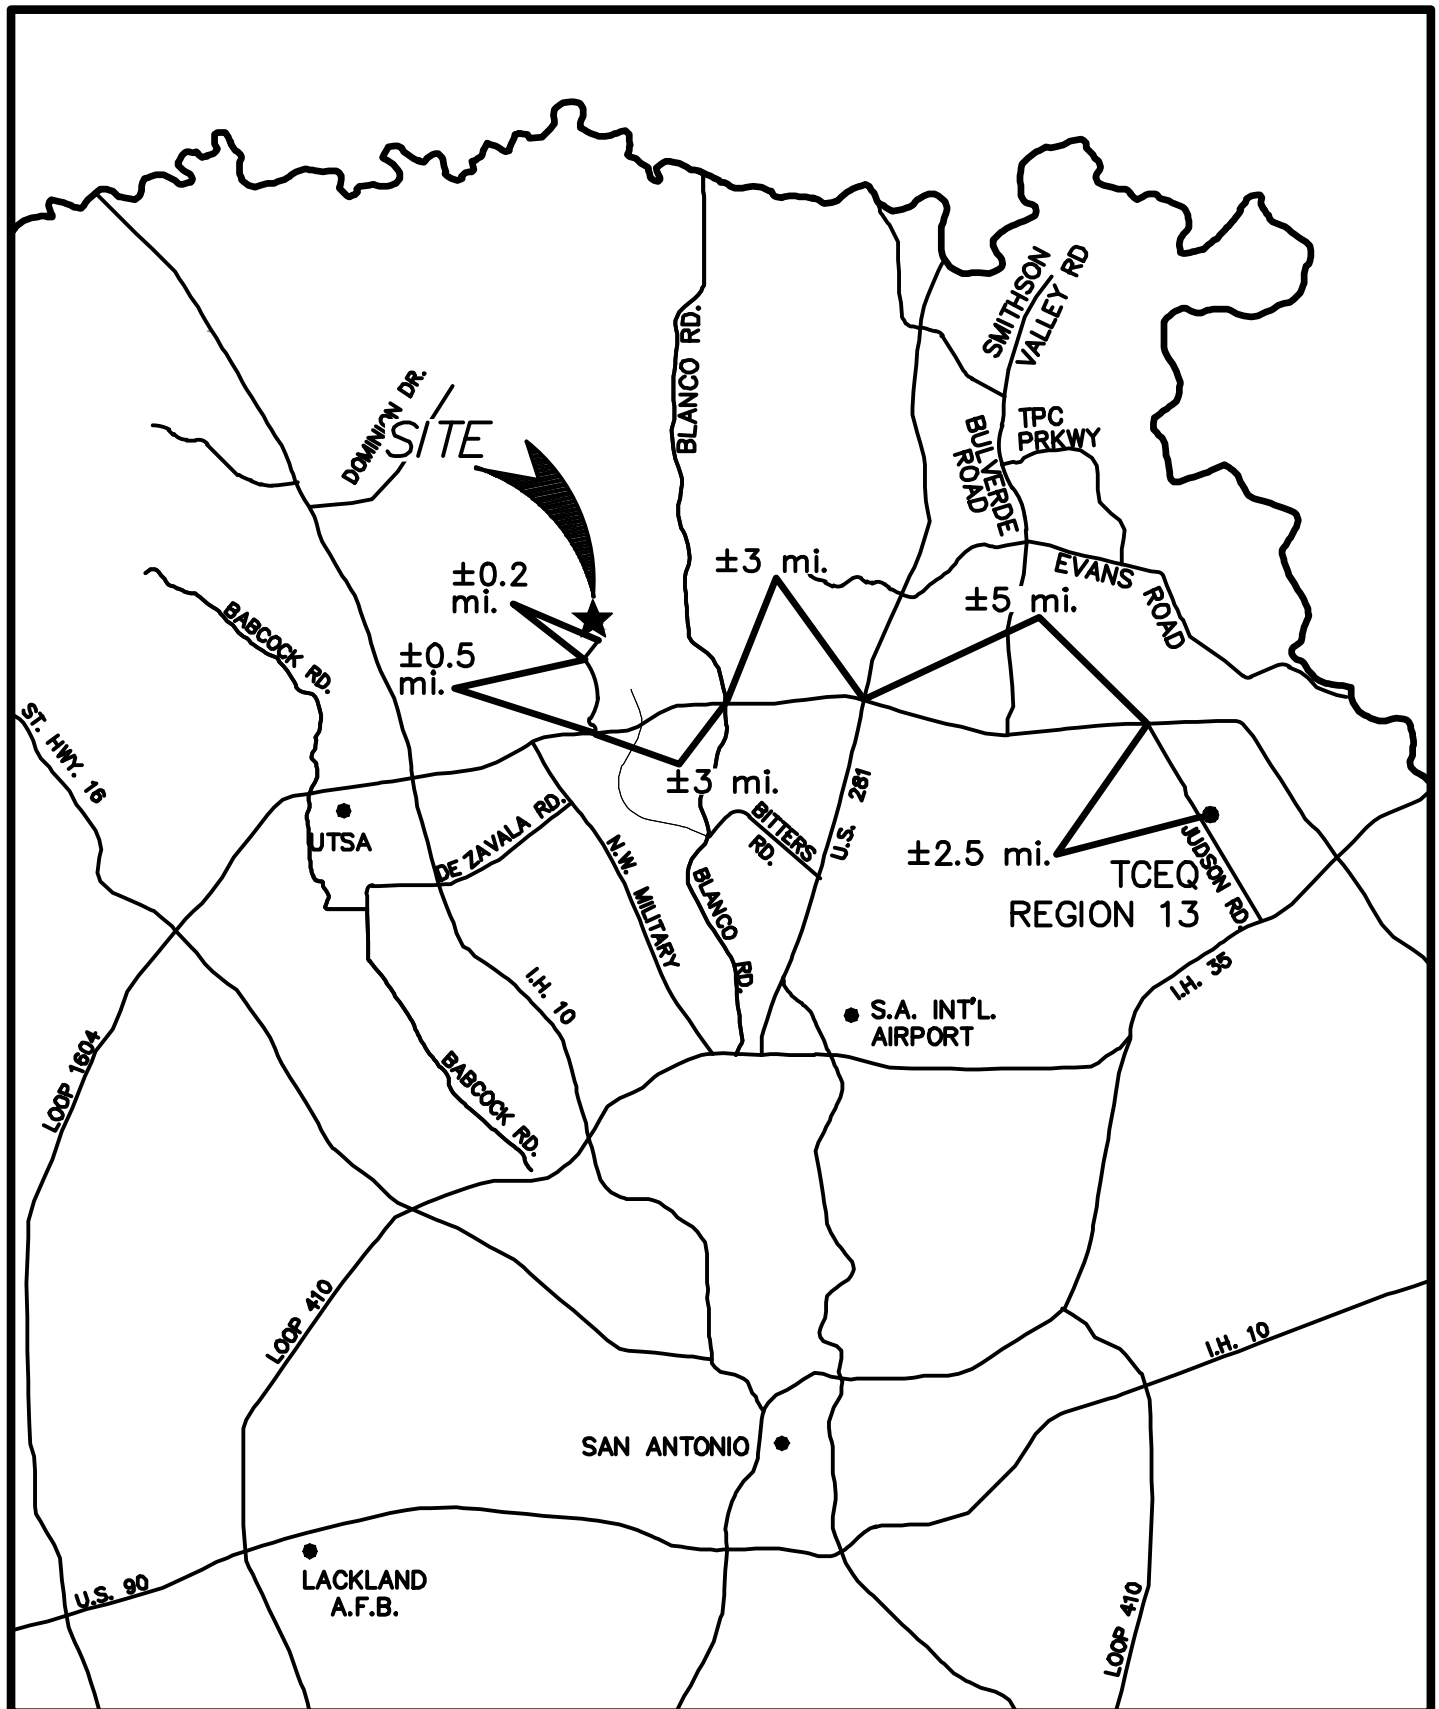 SMITHSON
VALLEY RD
BLANCO RD.
DOMINION DR.
SITE
TPC
PRKWY
BULVERDE
ROAD
±3 mi.
EVANS ROAD
±0.2
mi.
±5 mi.
BABCOCK RD.
±0.5
mi.
ST. HWY. 16
±3 mi.
U.S. 281
BITTERS
RD.
DE ZAVALA RD.
UTSA
N.W. MILITARY
±2.5 mi.
JUDSON RD.
TCEQ
REGION 13
BLANCO RD.
I.H. 35
I.H. 10
S.A. INT'L.
AIRPORT
LOOP 1604
BABCOCK RD.
LOOP 410
I.H. 10
SAN ANTONIO
U.S. 90
LACKLAND
A.F.B.
LOOP 410